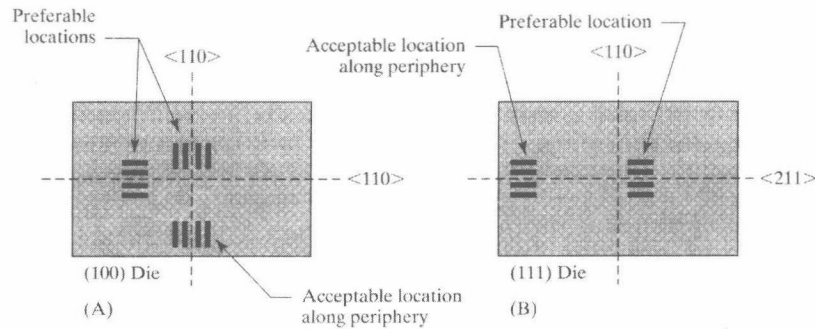 Preferable
locations
<110>
<110>
(100) Die
(A)
Acceptable location
along periphery
Preferable location
<110>
Acceptable location
along periphery
<211>
(111) Die
(B)